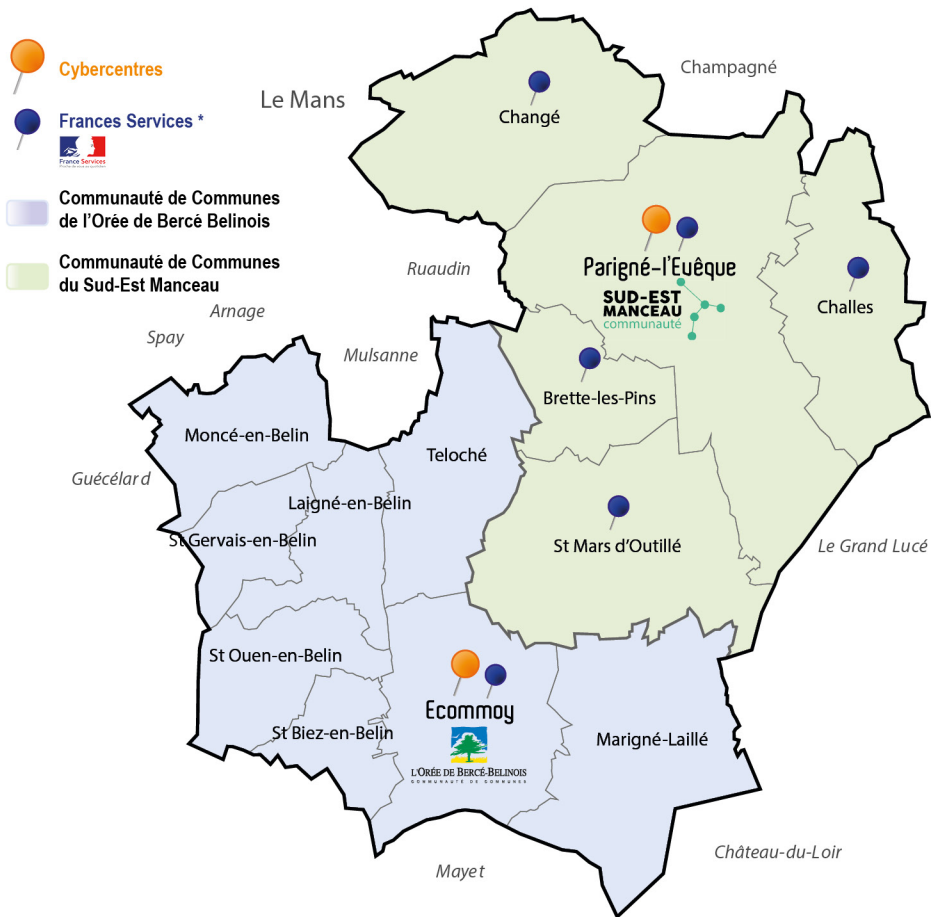 Cybercentres
Frances Services *
France Services
Communauté de Communes
de l'Orée de Bercé Belinois
Communauté de Communes
du Sud-Est Manceau
Le Mans
Champagné
Changé
Parigné-l'Evêque
SUD-EST
MANCEAU
communauté
Challes
Ruaudin
Arnage
Spay
Mulsanne
Brette-les-Pins
Moncé-en-Belin
Teloché
Guécélard
Laigné-en-Belin
St Gervais-en-Belin
St Mars d'Outillé
Le Grand Lucé
St Ouen-en-Belin
Ecommoy
St Biez-en-Belin
Marigné-Laillé
L'ORÉE DE BERCÉ-BELINOIS
COMMUNAUTÉ DE COMMUNES
Mayet
Château-du-Loir